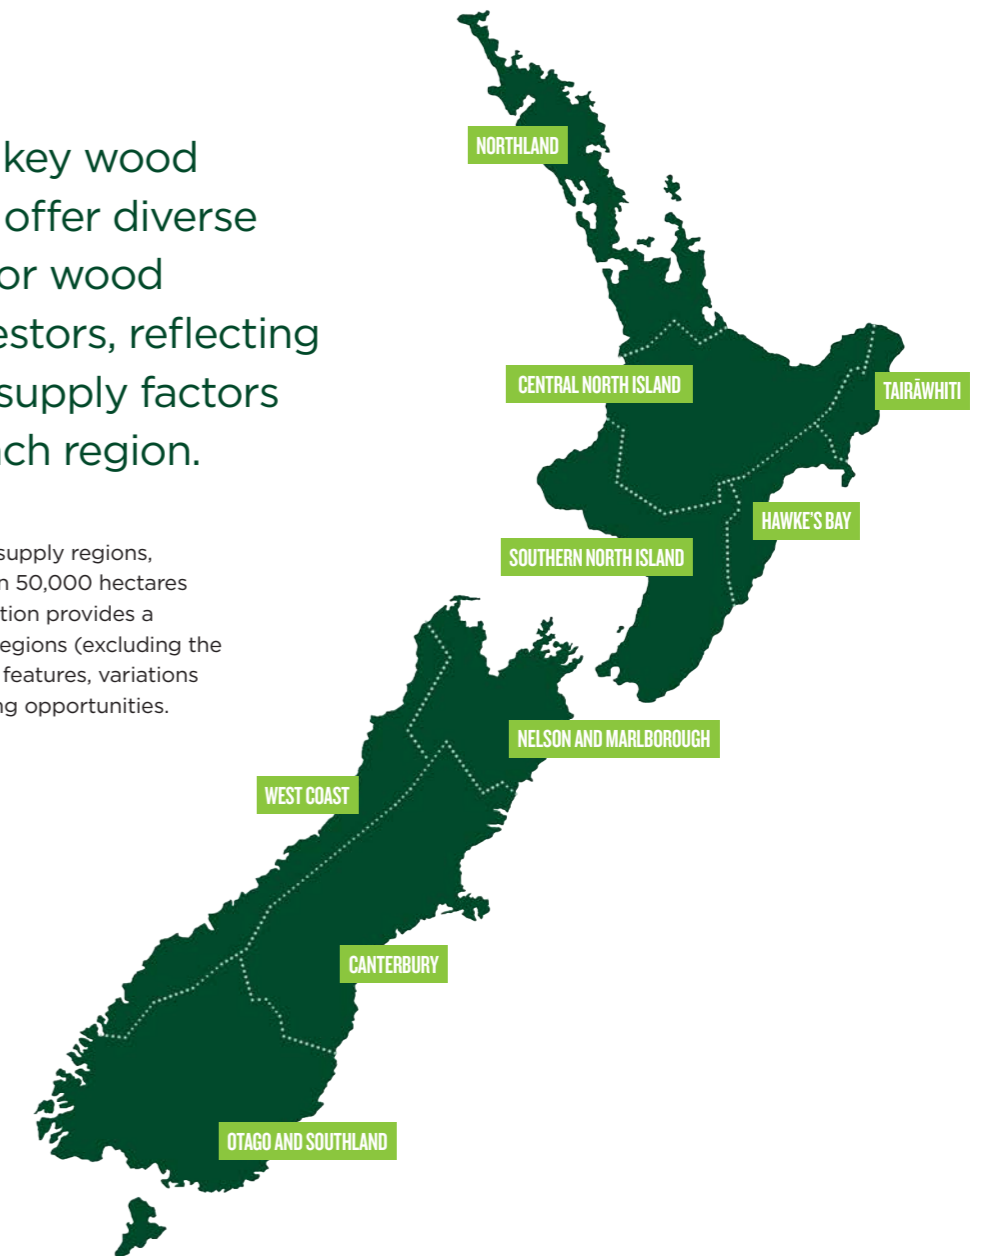 key wood
offer diverse
or wood
estors, reflecting
supply factors
ach region.
supply regions,
n 50,000 hectares
tion provides a
egions (excluding the
features, variations
ng opportunities.
NORTHLAND
CENTRAL NORTH ISLAND
TAIRĀWHITI
HAWKE'S BAY
SOUTHERN NORTH ISLAND
NELSON AND MARLBOROUGH
WEST COAST
CANTERBURY
OTAGO AND SOUTHLAND